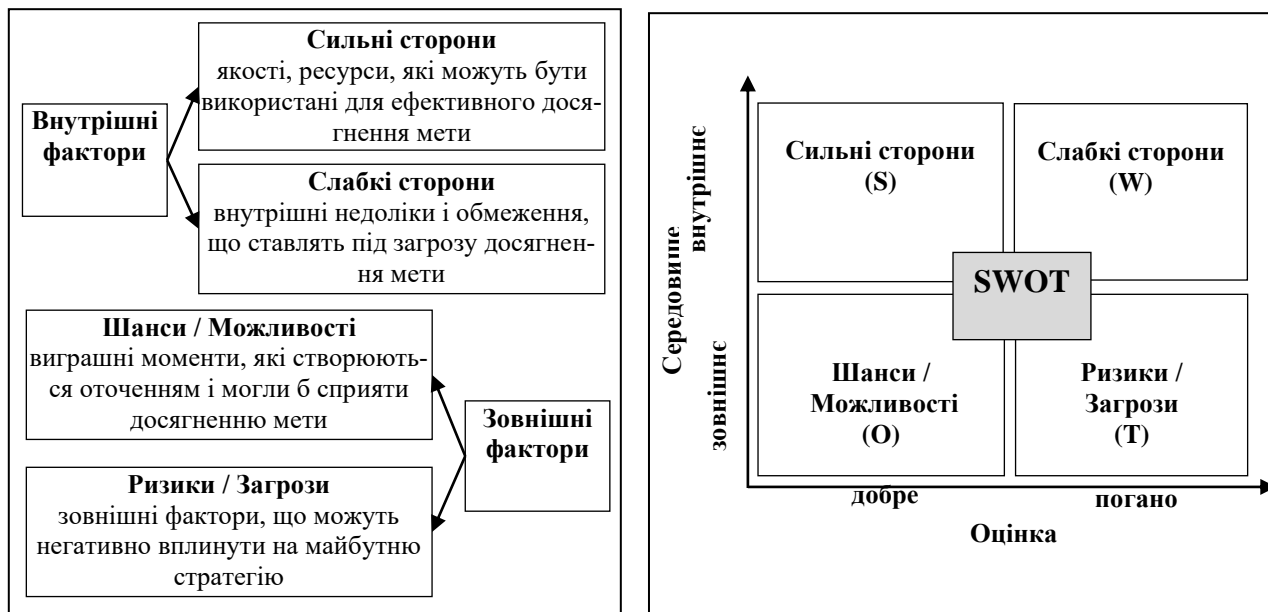 Сильні сторони
якості, ресурси, які можуть бути
використані для ефективного дося-
гнення мети
Внутрішні
фактори
Слабкі сторони
внутрішні недоліки і обмеження,
що ставлять під загрозу досягнен-
ня мети
Шанси / Можливості
виграшні моменти, які створюють-
ся оточенням і могли б сприяти
досягненню мети
Зовнішні
фактори
Ризики / Загрози
зовнішні фактори, що можуть
негативно вплинути на майбутню
стратегію
Середовище
внутрішнє
зовнішнє
Сильні сторони
(S)
Слабкі сторони
(W)
SWOT
Шанси /
Можливості
(O)
Ризики /
Загрози
(T)
добре
погано
Оцінка